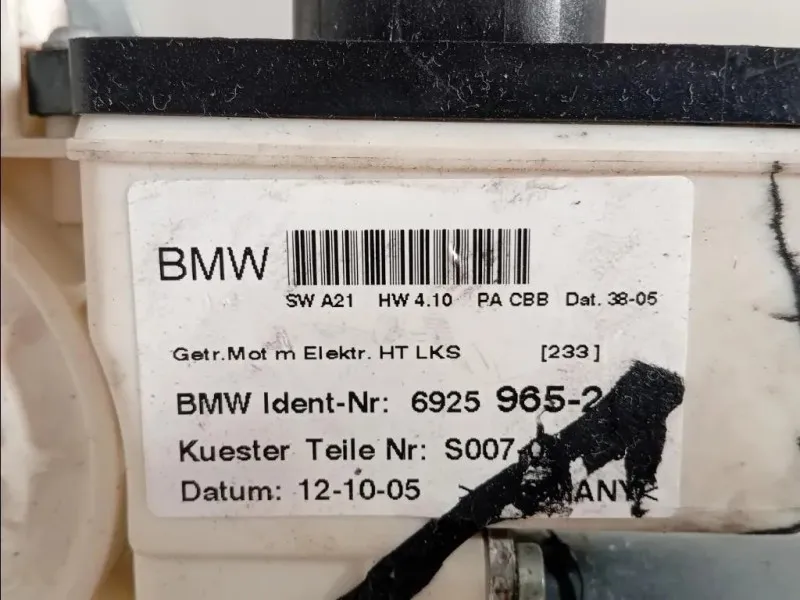 BMW
SW A21 HW 4.10 PA CBB Dat. 38-05
Getr.Mot m Elektr. HT LKS [233]
BMW Ident-Nr: 6925 965-2
Kuester Teile Nr: S007-
Datum: 12-10-05